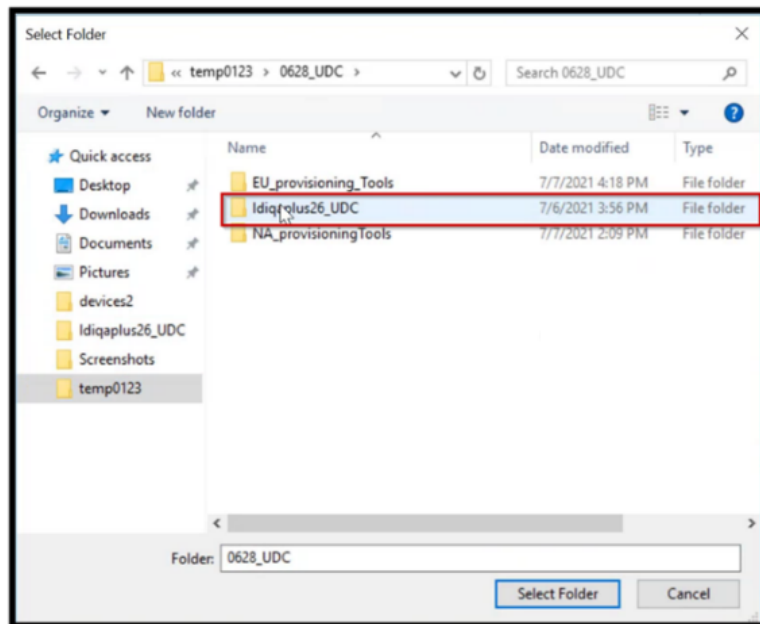 Select Folder
« temp0123 > 0628_UDC >
Search 0628_UDC
Organize
New folder
Name
Date modified
Type
Quick access
Desktop
Downloads
Documents
Pictures
devices2
Idiqaplus26_UDC
Screenshots
temp0123
EU_provisioning_Tools 7/7/2021 4:18 PM File folder
Idiqaplus26_UDC 7/6/2021 3:56 PM File folder
NA_provisioningTools 7/7/2021 2:09 PM File folder
Folder: 0628_UDC
Select Folder
Cancel